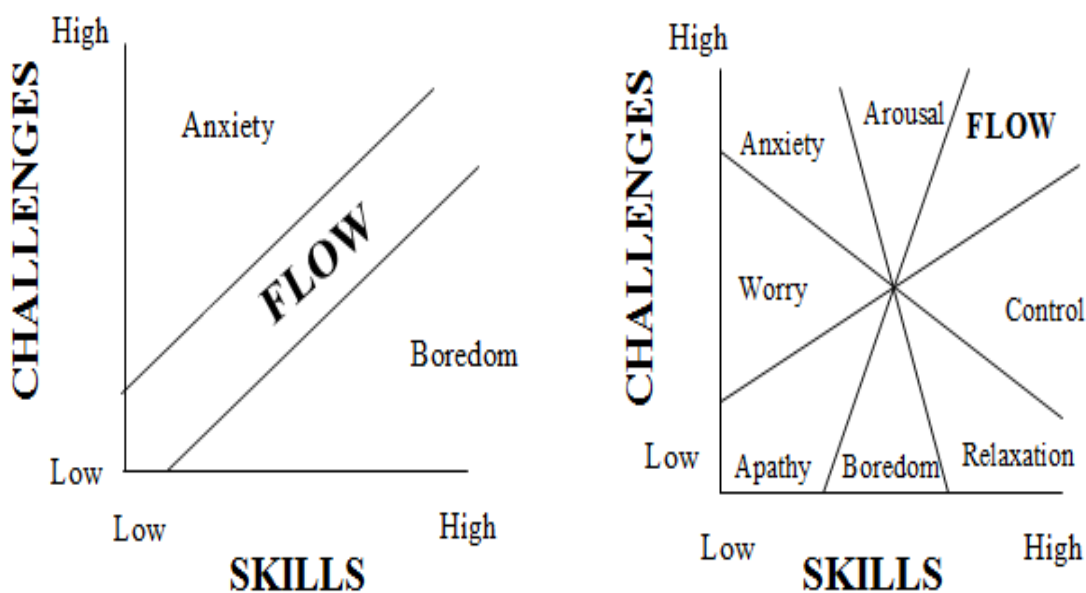 High
CHALLENGES
Anxiety
FLOW
Boredom
Low
Low
High
SKILLS
High
CHALLENGES
Arousal
FLOW
Anxiety
Worry
Control
Low
Apathy
Boredom
Relaxation
Low
High
SKILLS